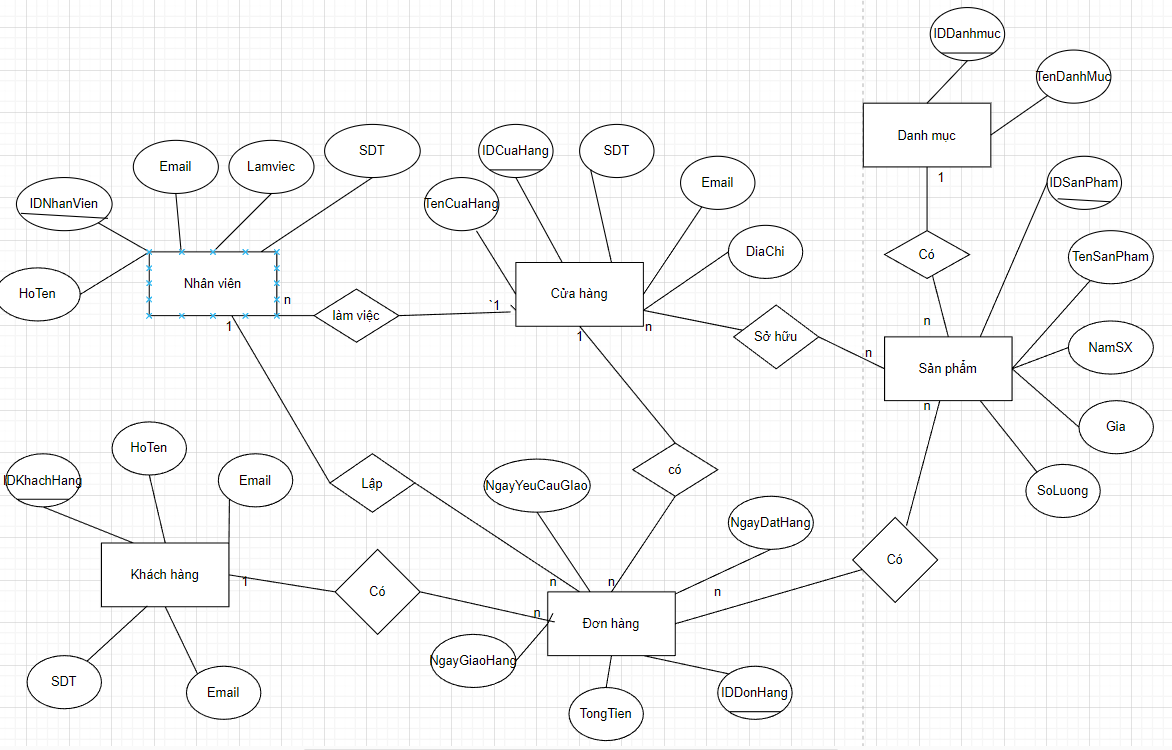 IDDanhmuc
TenDanhMuc
Danh mục
1
Email
Lamviec
SDT
IDCuaHang
SDT
IDNhanVien
TenCuaHang
Email
IDSanPham
DiaChi
Có
TenSanPham
HoTen
Nhân viên
n
làm việc
`1
Cửa hàng
n
1
1
Sở hữu
n
n
Sản phẩm
n
NamSX
Gia
HoTen
IDKhachHang
Email
Lập
NgayYeuCauGIao
có
SoLuong
NgayDatHang
Khách hàng
1
Có
n
n
n
n
Có
Đơn hàng
NgayGiaoHang
SDT
Email
TongTien
IDDonHang